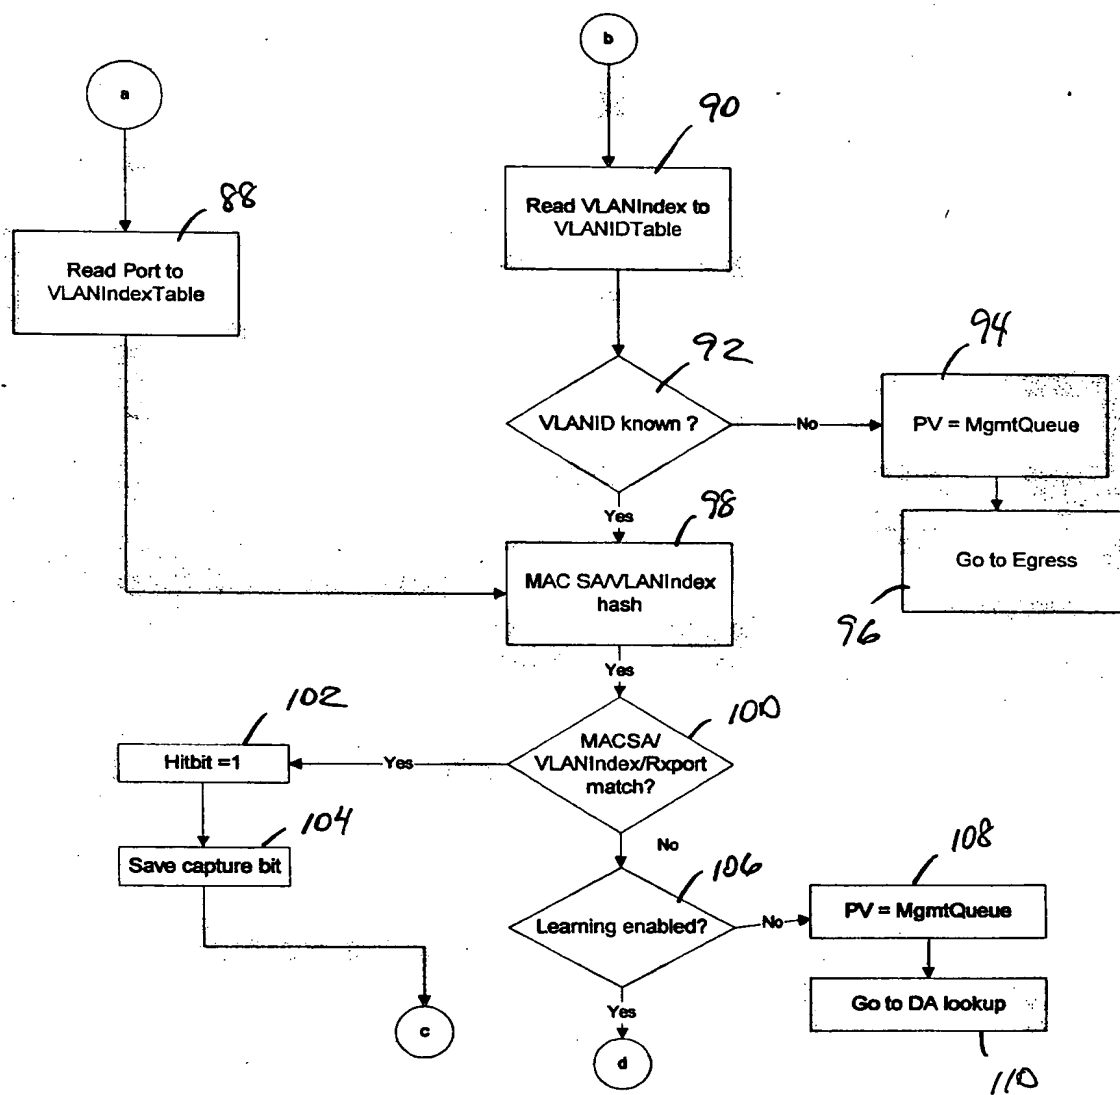 b
a
90
88
Read VLANIndex to
VLANIDTable
Read Port to
VLANIndexTable
92
94
VLANID known ?
No
PV = MgmtQueue
Yes
98
MAC SA/VLANIndex
hash
Go to Egress
96
Yes
102
100
MACSA/
VLANIndex/Rxport
match?
Yes
Hitbit =1
104
No
Save capture bit
106
108
Learning enabled?
No
PV = MgmtQueue
Yes
Go to DA lookup
c
d
110